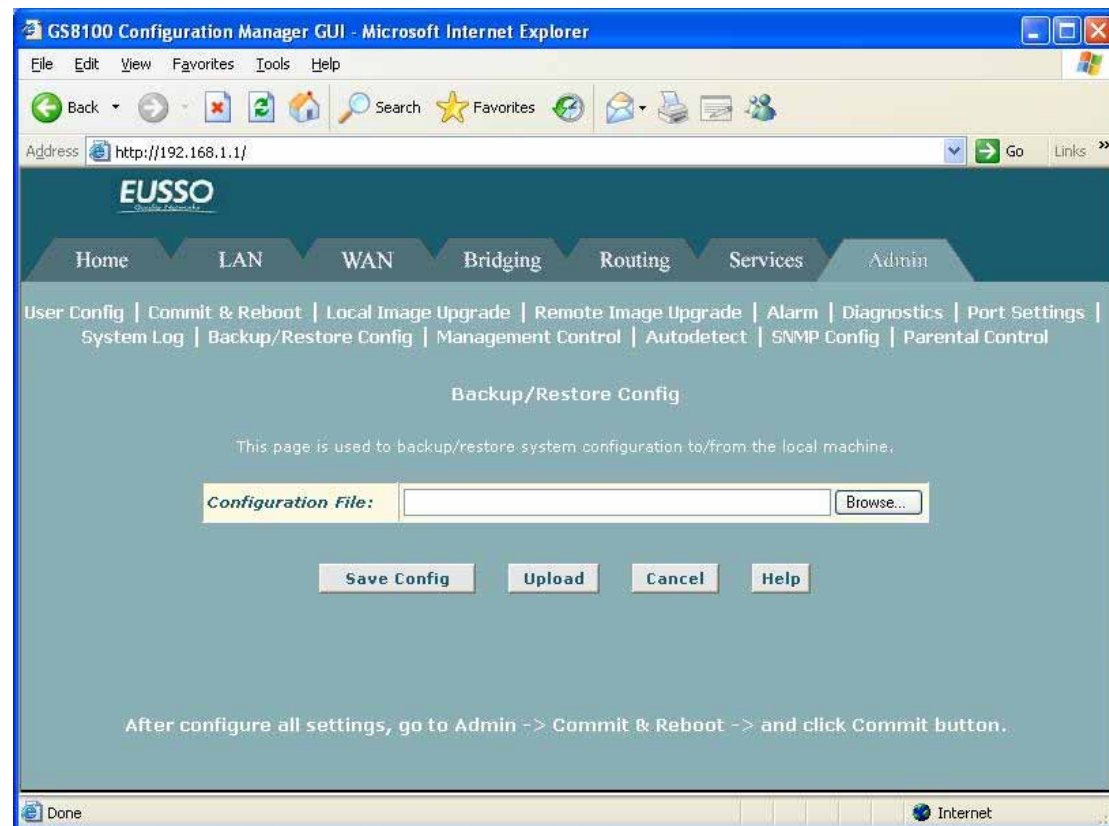 GS8100 Configuration Manager GUI - Microsoft Internet Explorer
File Edit View Favorites Tools Help
Back Search Favorites
Address http://192.168.1.1/ Go Links »
EUSSO
Quality Networks
Home LAN WAN Bridging Routing Services Admin
User Config | Commit & Reboot | Local Image Upgrade | Remote Image Upgrade | Alarm | Diagnostics | Port Settings |
System Log | Backup/Restore Config | Management Control | Autodetect | SNMP Config | Parental Control
Backup/Restore Config
This page is used to backup/restore system configuration to/from the local machine.
Configuration File: Browse...
Save Config Upload Cancel Help
After configure all settings, go to Admin -> Commit & Reboot -> and click Commit button.
Done Internet